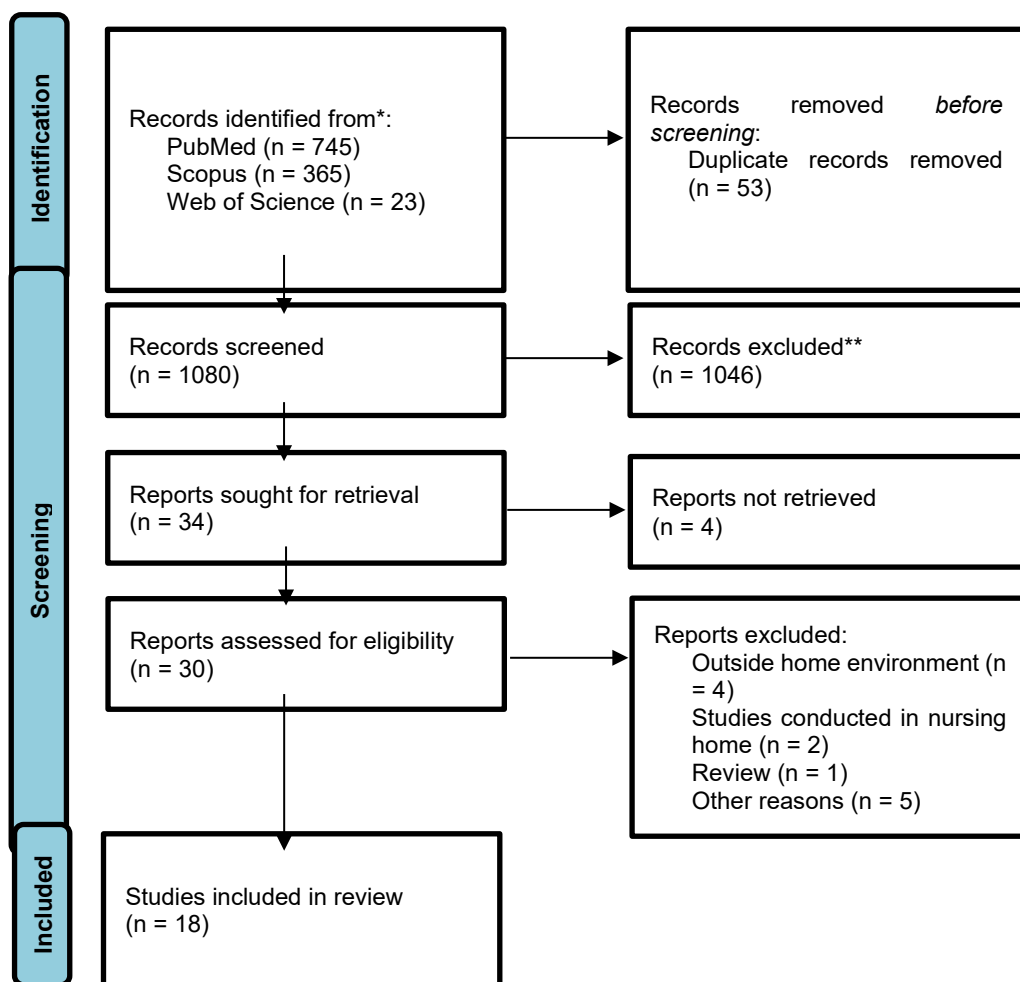 Identification
Records identified from*:
PubMed (n = 745)
Scopus (n = 365)
Web of Science (n = 23)
Records removed before
screening:
Duplicate records removed
(n = 53)
Screening
Records screened
(n = 1080)
Records excluded**
(n = 1046)
Reports sought for retrieval
(n = 34)
Reports not retrieved
(n = 4)
Reports assessed for eligibility
(n = 30)
Reports excluded:
Outside home environment (n
= 4)
Studies conducted in nursing
home (n = 2)
Review (n = 1)
Other reasons (n = 5)
Included
Studies included in review
(n = 18)